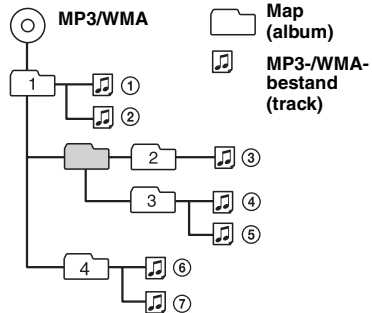 MP3/WMA
Map
(album)
MP3-/WMA-
bestand
(track)
1
①
②
2
③
3
④
⑤
4
⑥
⑦